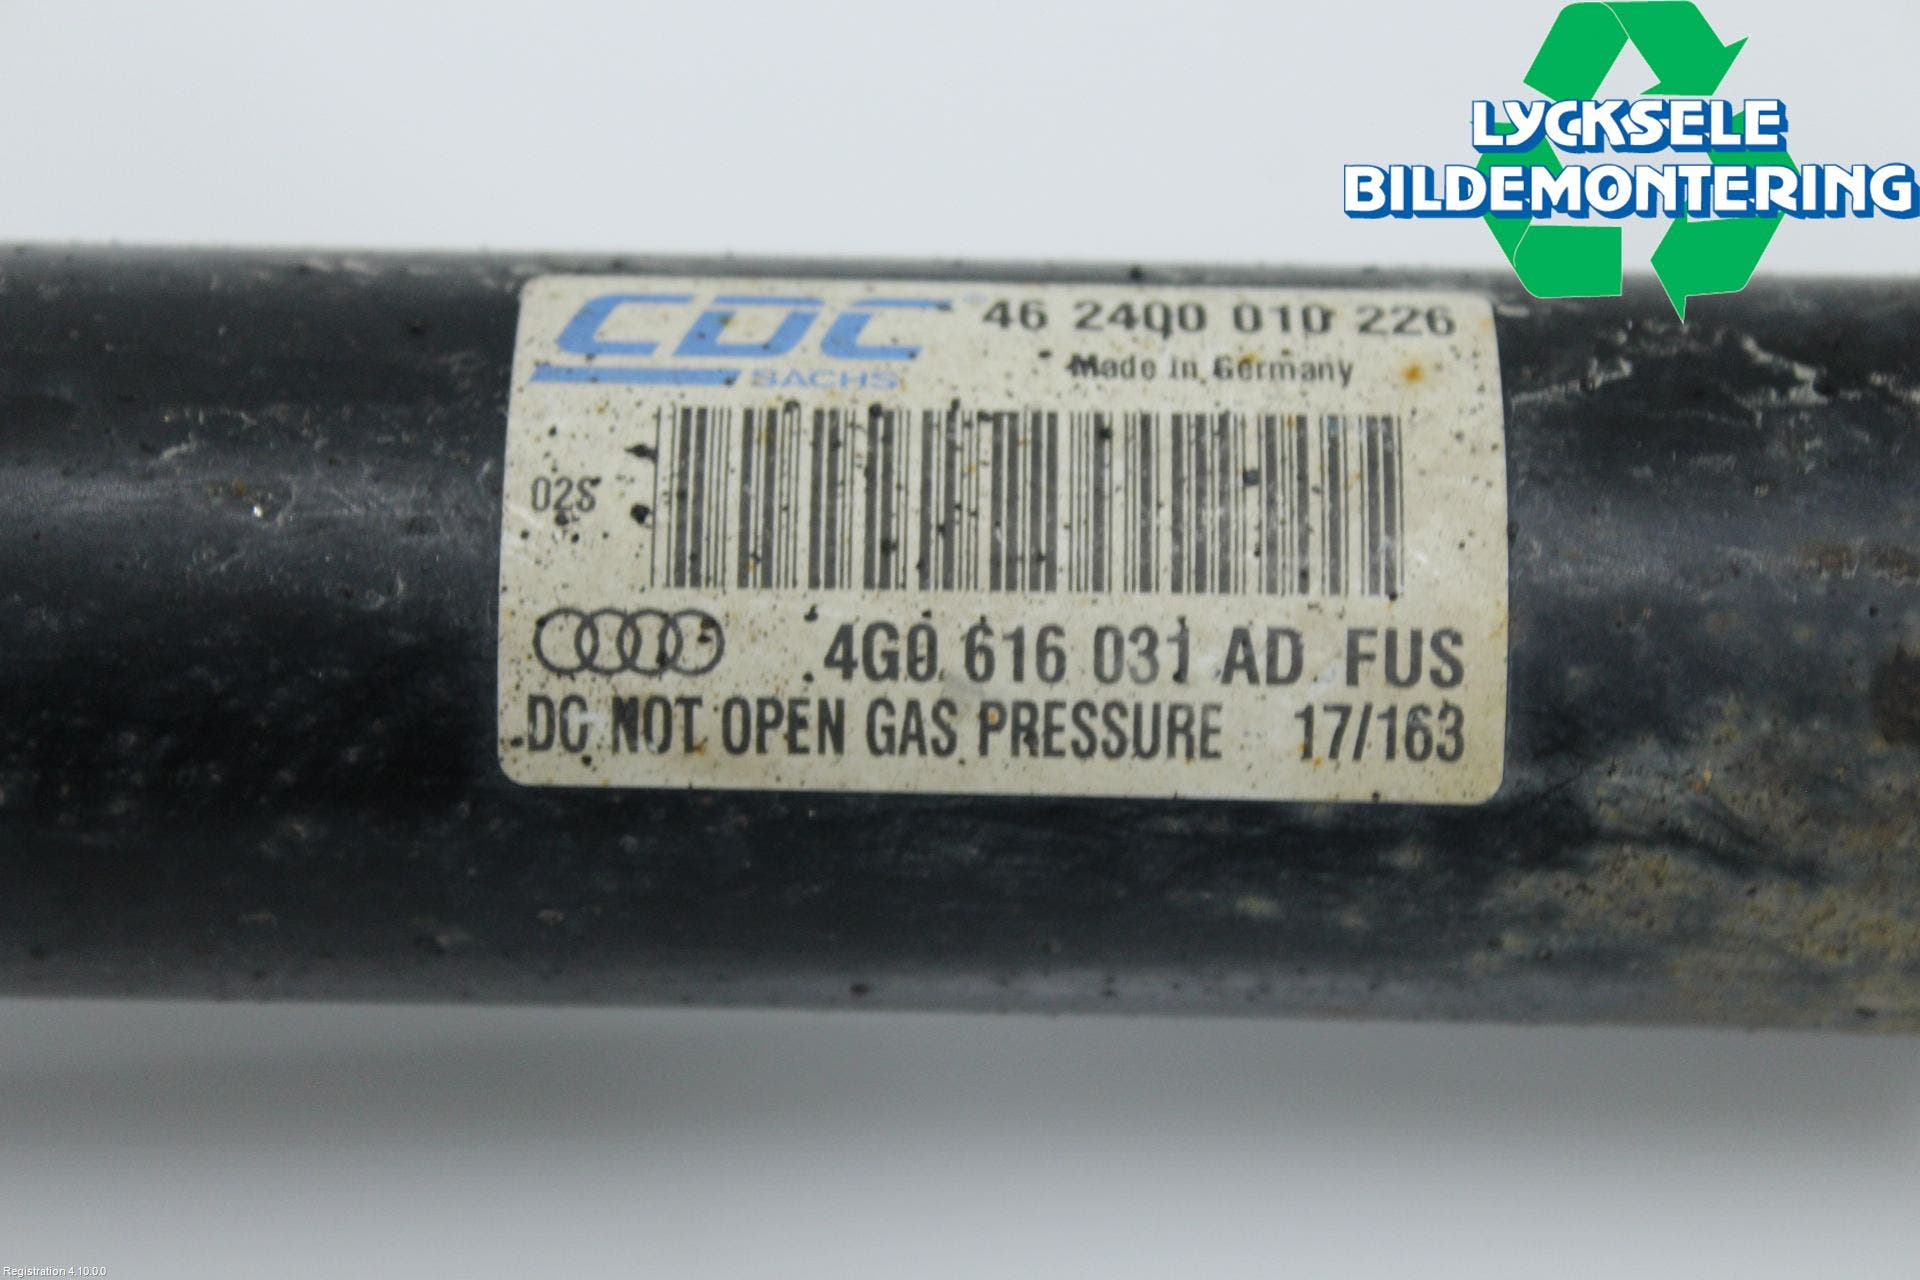 LYCKSELE
BILDEMONTERING
CDC® 46 2400 010 226
SACHS Made in Germany
02S
4G0 616 031 AD FUS
DO NOT OPEN GAS PRESSURE 17/163
Registration 4.10.0.0